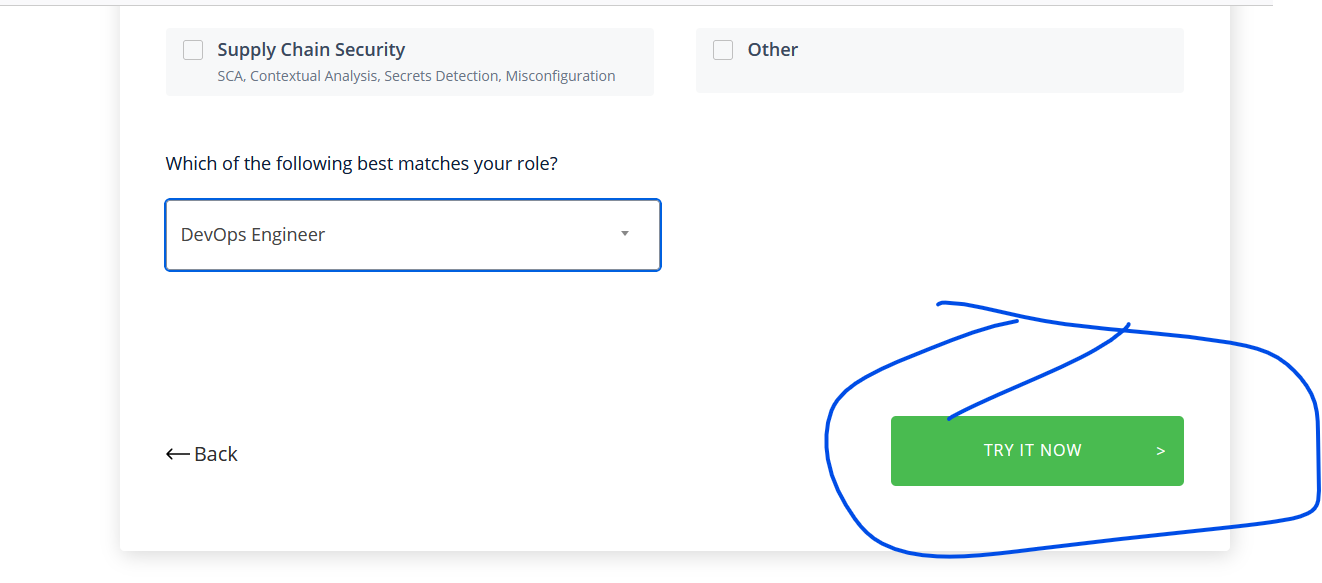 Supply Chain Security
SCA, Contextual Analysis, Secrets Detection, Misconfiguration
Other
Which of the following best matches your role?
DevOps Engineer
← Back
TRY IT NOW >